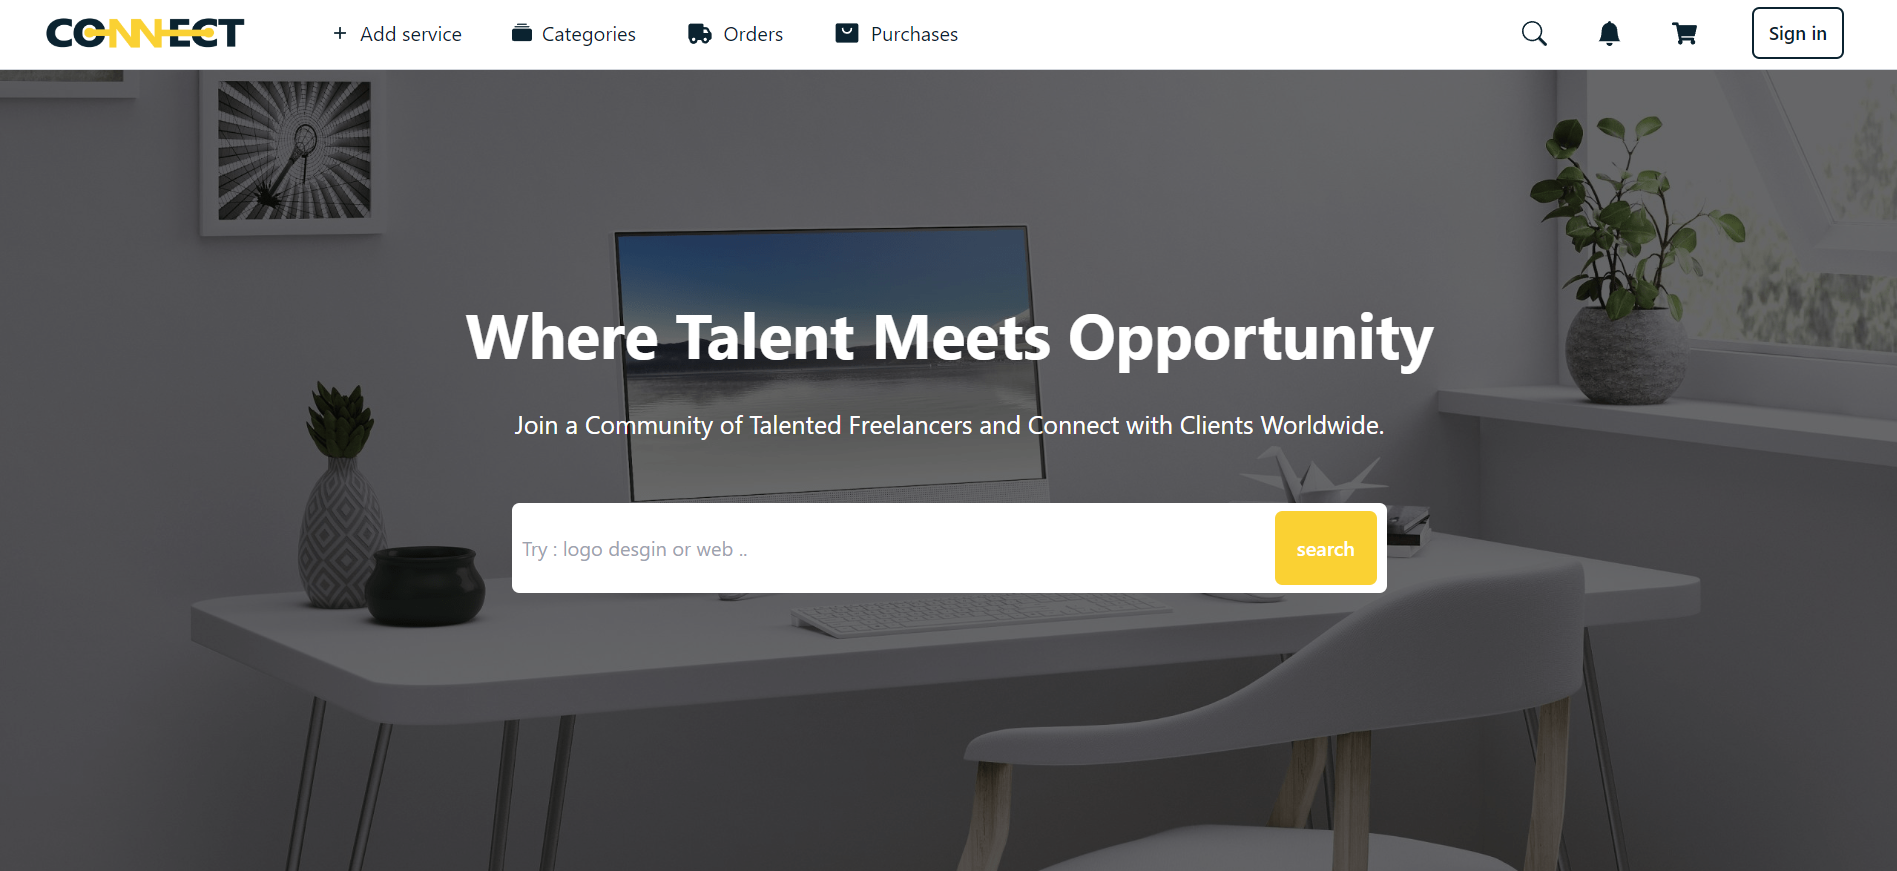 CONNECT
+ Add service
Categories
Orders
Purchases
Sign in
Where Talent Meets Opportunity
Join a Community of Talented Freelancers and Connect with Clients Worldwide.
Try : logo desgin or web ..
search